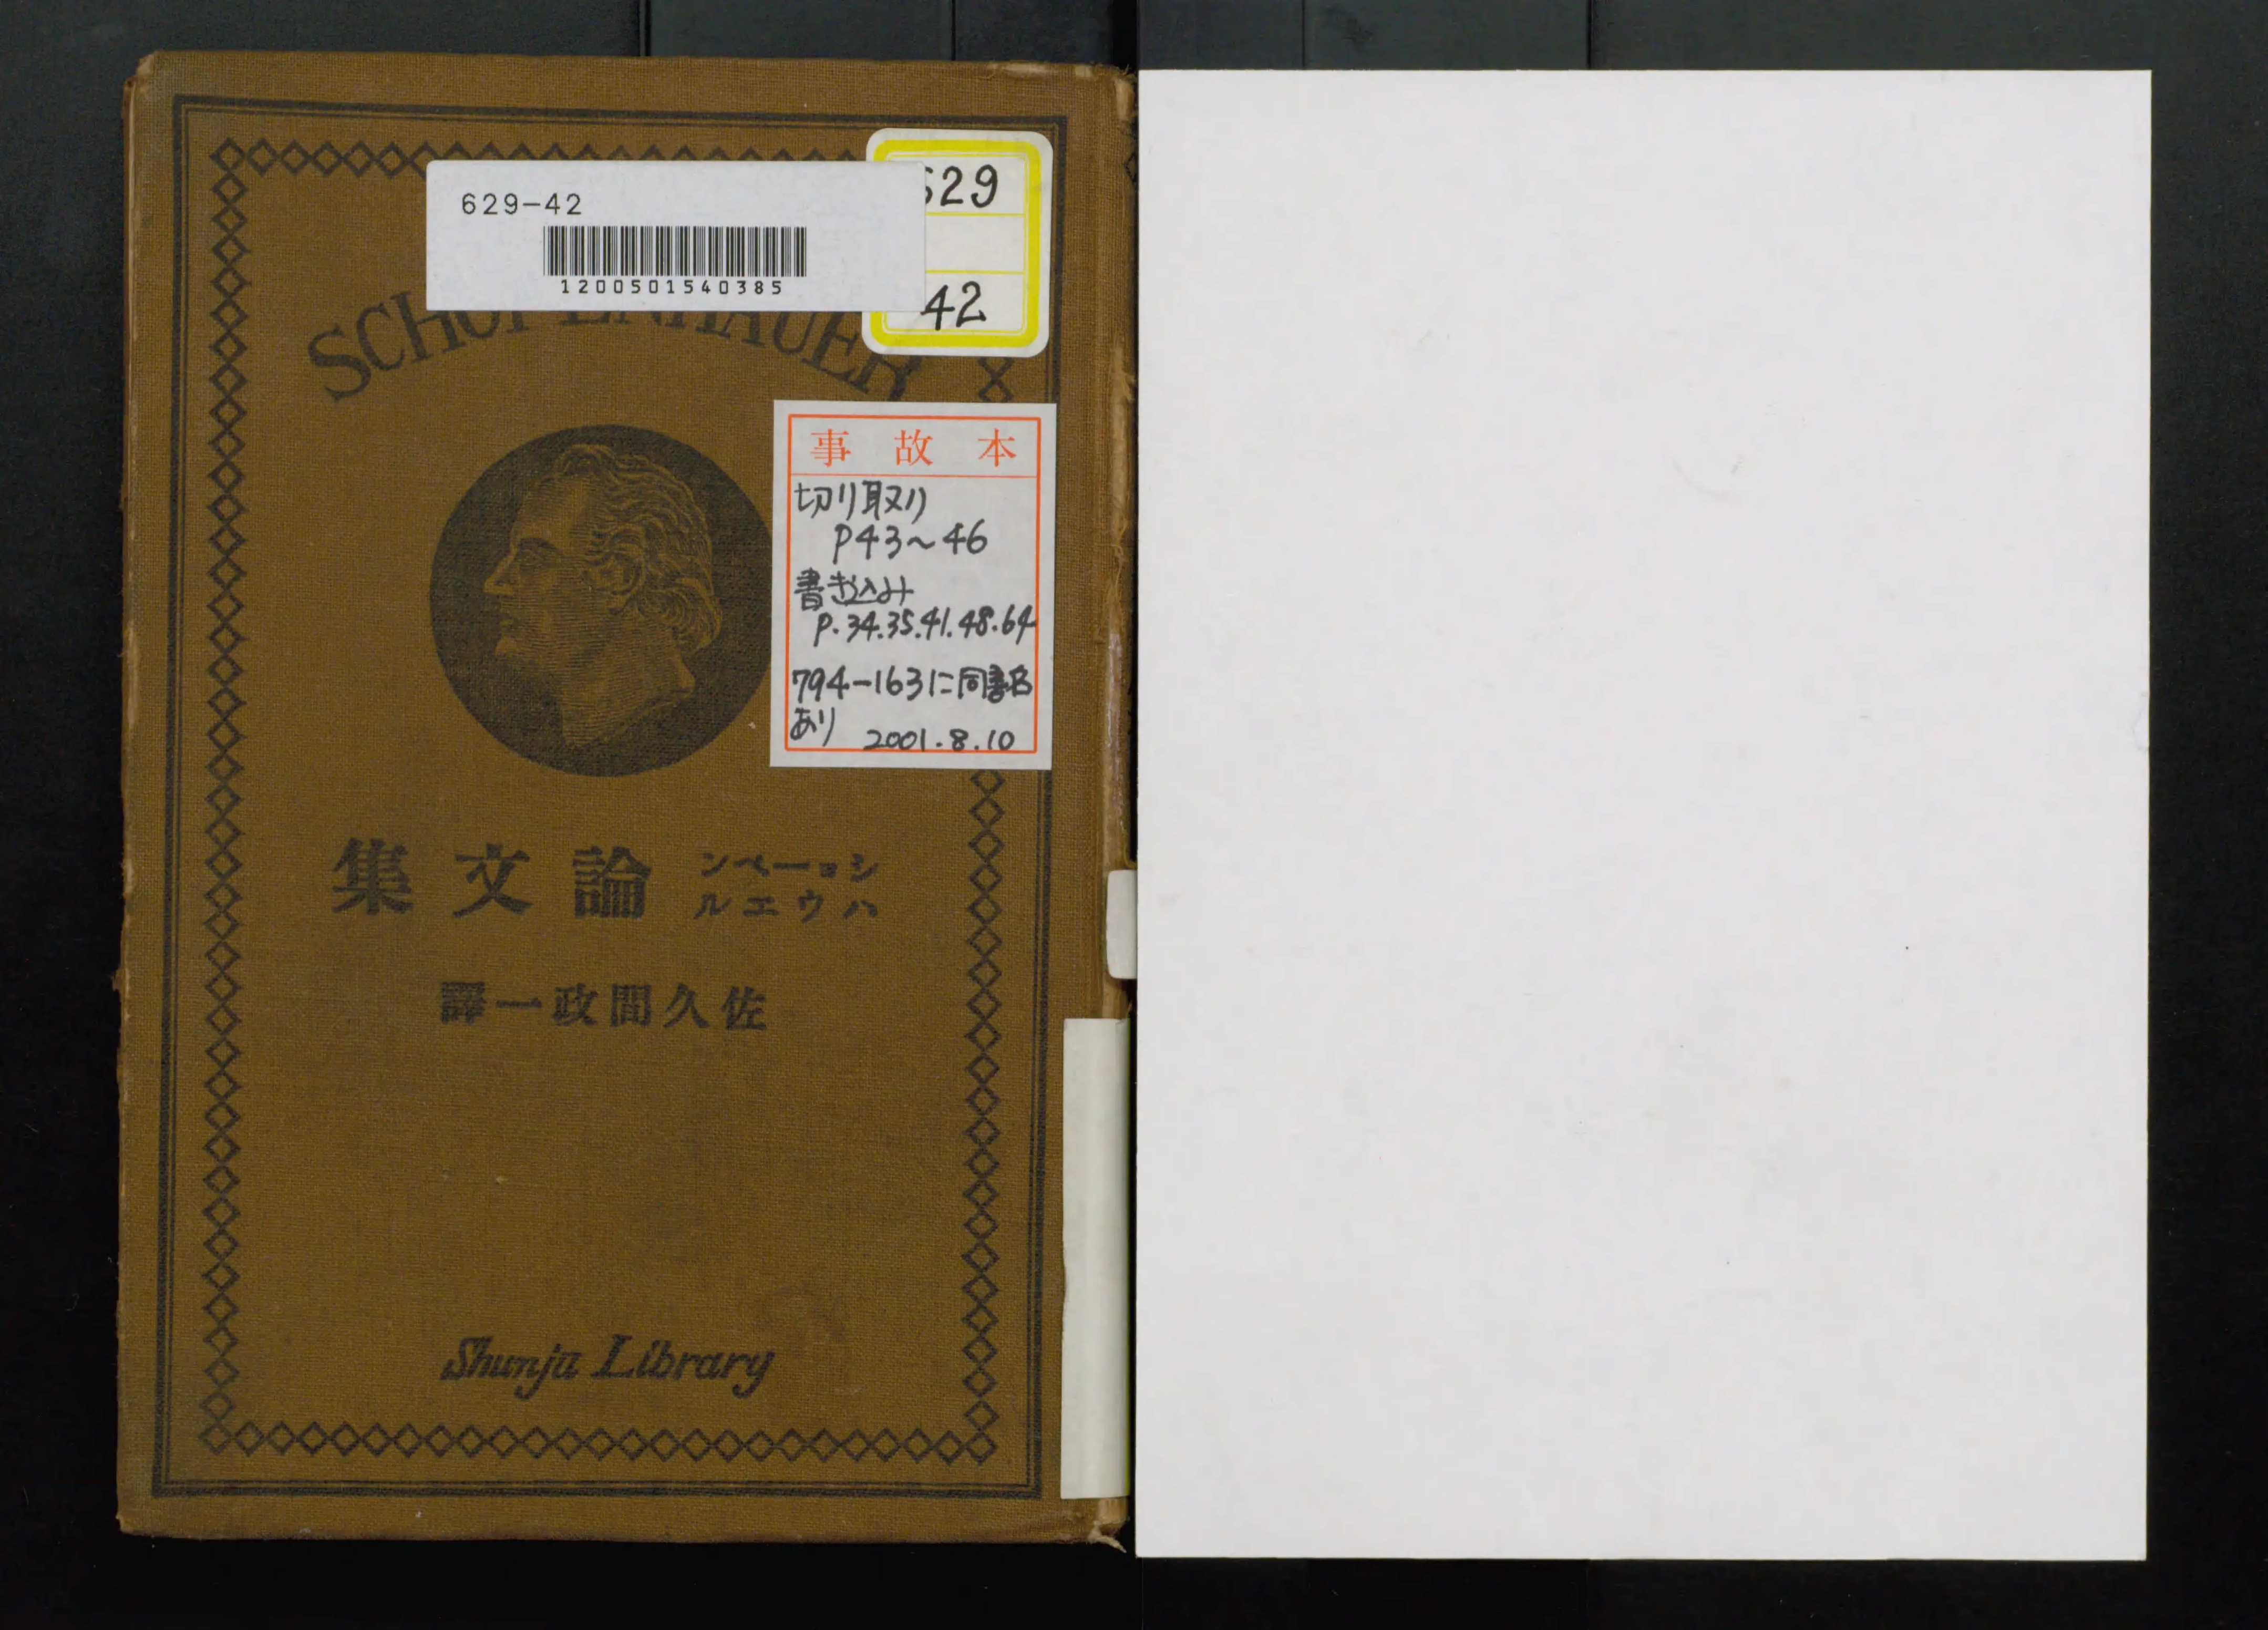 629-42
1200501540385
629
42
SCHOPENHAUER
事故本
切り取り
P43～46
書き込み
P.34.35.41.48.64
794-163に同書名
あり
2001.8.10
ショーペン
ハウエル
論文集
佐久間政一譯
Shunju Library